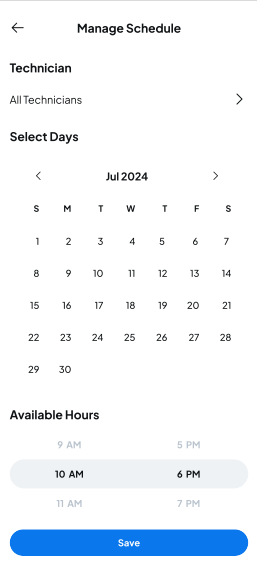 Manage Schedule
Technician
All Technicians
Select Days
Jul 2024
S M T W T F S
1 2 3 4 5 6 7
8 9 10 11 12 13 14
15 16 17 18 19 20 21
22 23 24 25 26 27 28
29 30
Available Hours
9 AM 5 PM
10 AM 6 PM
11 AM 7 PM
Save